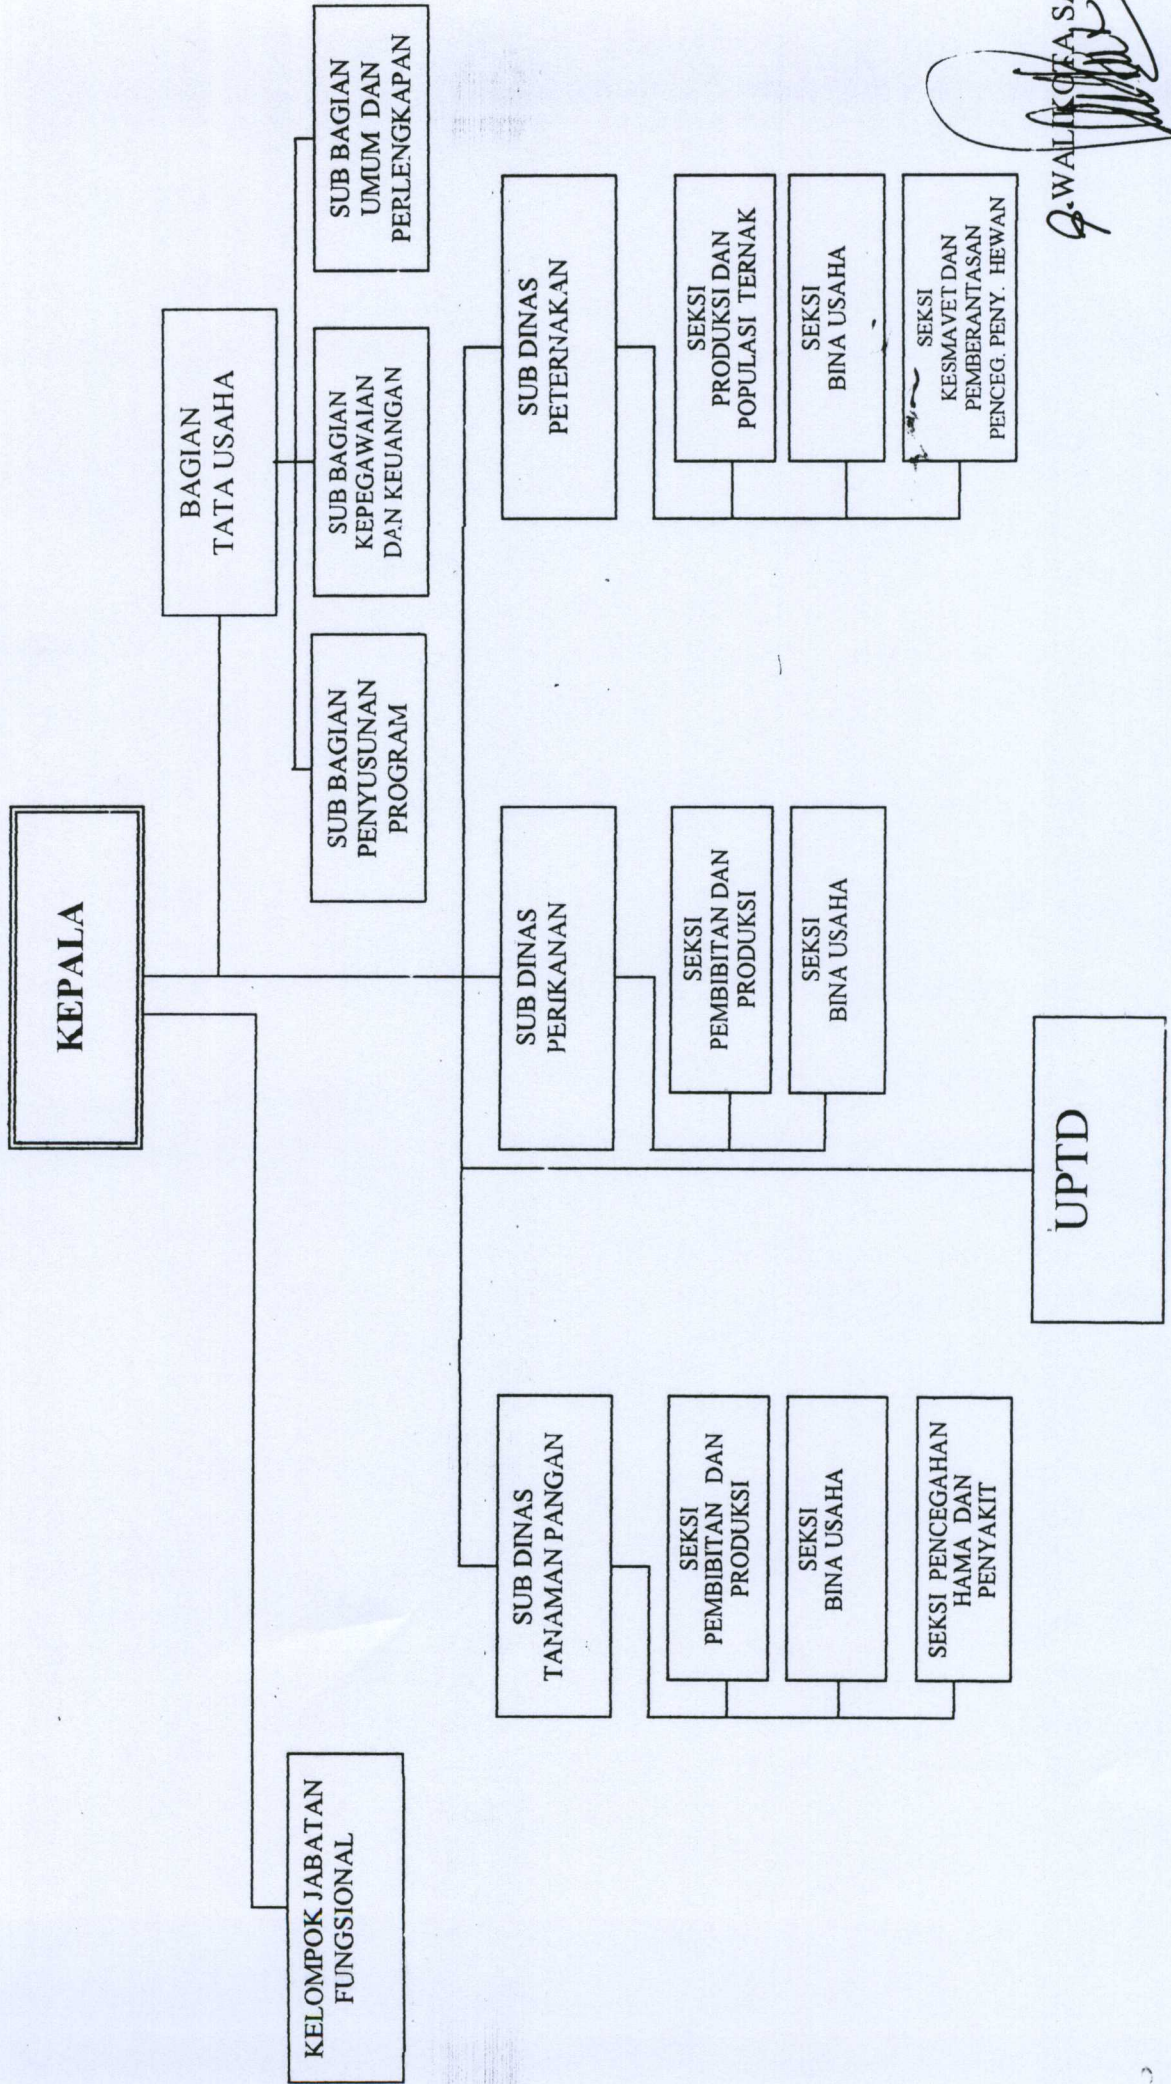 KEPALA
BAGIAN
TATA USAHA
KELOMPOK JABATAN
FUNGSIONAL
SUB BAGIAN
PENYUSUNAN
PROGRAM
SUB BAGIAN
KEPEGAWAIAN
DAN KEUANGAN
SUB BAGIAN
UMUM DAN
PERLENGKAPAN
SUB DINAS
TANAMAN PANGAN
SEKSI
PEMBIBITAN DAN
PRODUKSI
SEKSI
BINA USAHA
SEKSI PENCEGAHAN
HAMA DAN
PENYAKIT
SUB DINAS
PERIKANAN
SEKSI
PEMBIBITAN DAN
PRODUKSI
SEKSI
BINA USAHA
SUB DINAS
PETERNAKAN
SEKSI
PRODUKSI DAN
POPULASI TERNAK
SEKSI
BINA USAHA
SEKSI
KESMAVET DAN
PEMBERANTASAN
PENCEG. PENY. HEWAN
UPTD
WALIKOTA